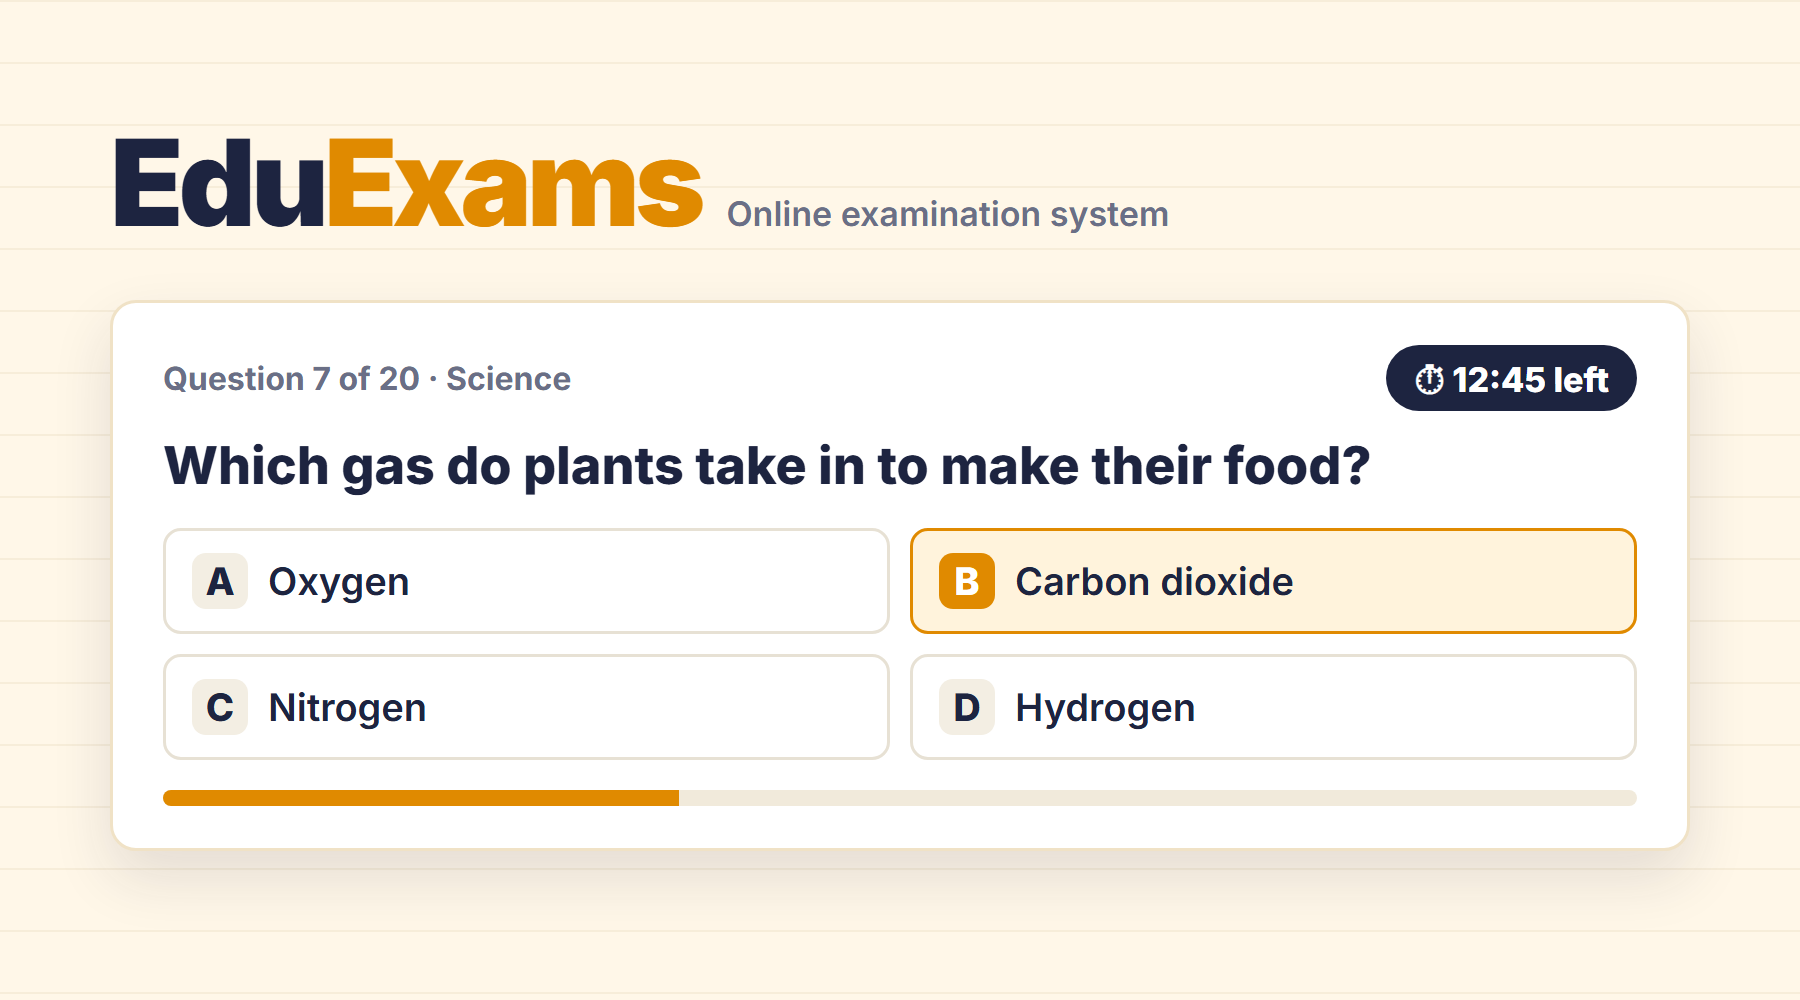 EduExams Online examination system
Question 7 of 20 · Science
⏱ 12:45 left
Which gas do plants take in to make their food?
A Oxygen
B Carbon dioxide
C Nitrogen
D Hydrogen